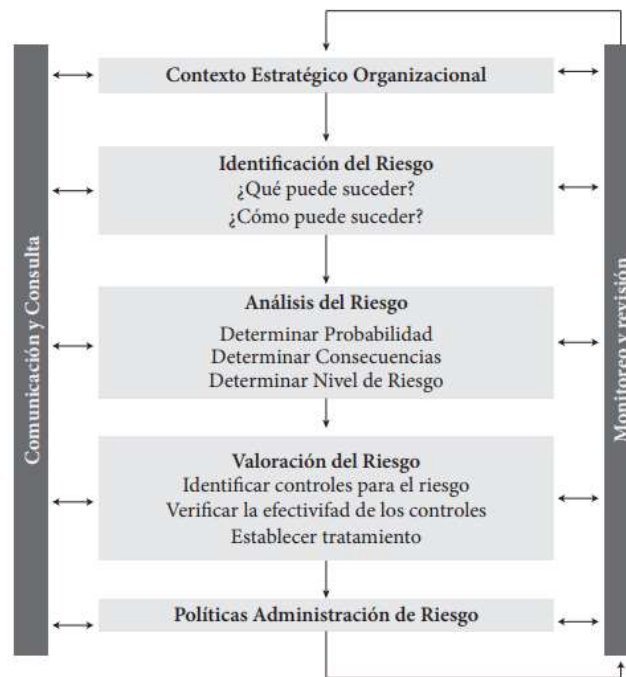 Contexto Estratégico Organizacional
Identificación del Riesgo
¿Qué puede suceder?
¿Cómo puede suceder?
Análisis del Riesgo
Determinar Probabilidad
Determinar Consecuencias
Determinar Nivel de Riesgo
Valoración del Riesgo
Identificar controles para el riesgo
Verificar la efectivifad de los controles
Establecer tratamiento
Políticas Administración de Riesgo
Comunicación y Consulta
Monitoreo y revisión